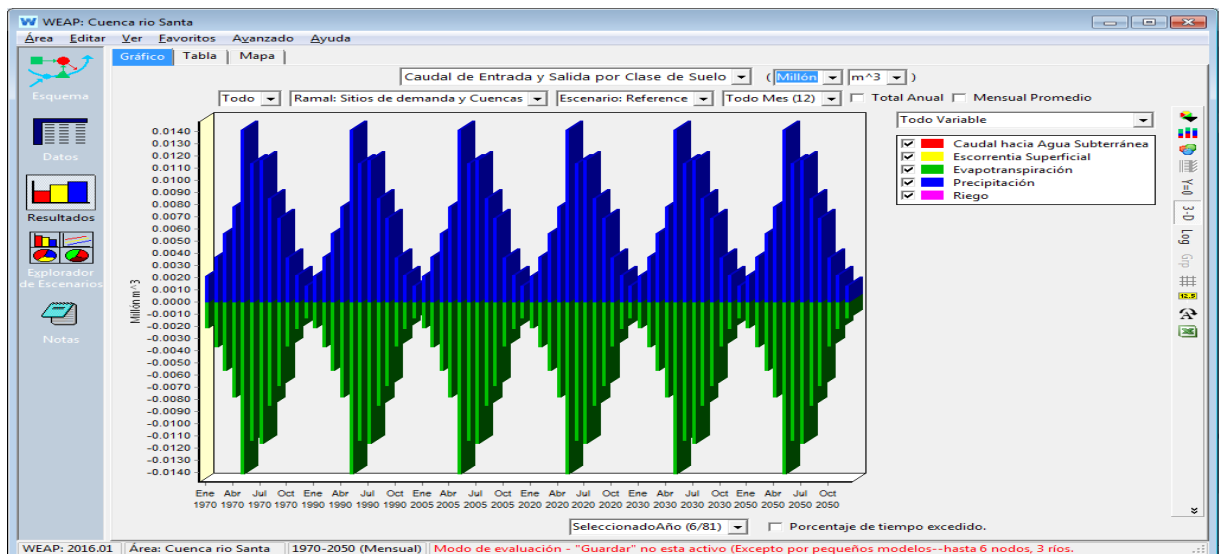 WEAP: Cuenca rio Santa
Área Editar Ver Favoritos Avanzado Ayuda
Gráfico Tabla Mapa
Caudal de Entrada y Salida por Clase de Suelo ( Millón m^3 )
Todo Ramal: Sitios de demanda y Cuencas Escenario: Reference Todo Mes (12) Total Anual Mensual Promedio
Esquema
Datos
Resultados
Explorador
de Escenarios
Notas
Todo Variable
Caudal hacia Agua Subterránea
Escorrentia Superficial
Evapotranspiración
Precipitación
Riego
Y=0
3-D
Log
Grp
12.5
Millón m^3
0.0140
0.0130
0.0120
0.0110
0.0100
0.0090
0.0080
0.0070
0.0060
0.0050
0.0040
0.0030
0.0020
0.0010
0.0000
-0.0010
-0.0020
-0.0030
-0.0040
-0.0050
-0.0060
-0.0070
-0.0080
-0.0090
-0.0100
-0.0110
-0.0120
-0.0130
-0.0140
Ene Abr Jul Oct Ene Abr Jul Oct Ene Abr Jul Oct Ene Abr Jul Oct Ene Abr Jul Oct Ene Abr Jul Oct
1970 1970 1970 1970 1990 1990 1990 1990 2005 2005 2005 2005 2020 2020 2020 2020 2030 2030 2030 2030 2050 2050 2050 2050
SeleccionadoAño (6/81) Porcentaje de tiempo excedido.
WEAP: 2016.01 Área: Cuenca rio Santa 1970-2050 (Mensual) Modo de evaluación - "Guardar" no esta activo (Excepto por pequeños modelos--hasta 6 nodos, 3 ríos.